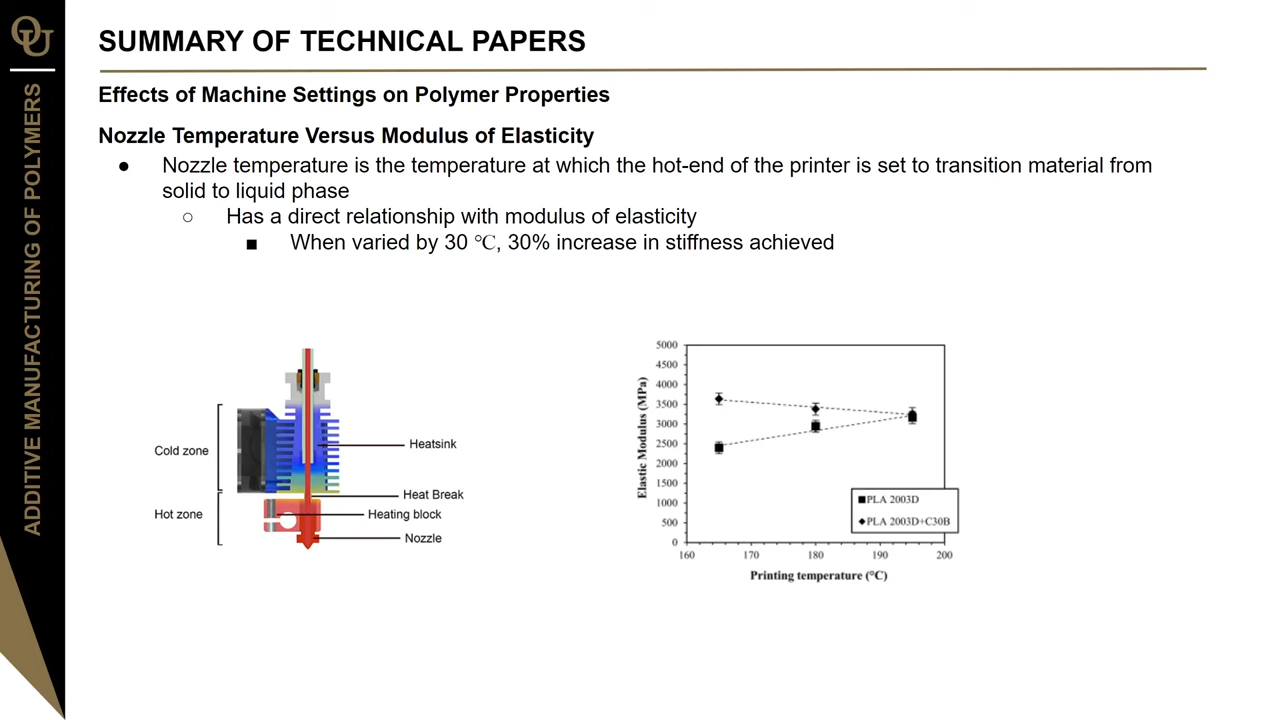 OU
ADDITIVE MANUFACTURING OF POLYMERS
SUMMARY OF TECHNICAL PAPERS
Effects of Machine Settings on Polymer Properties
Nozzle Temperature Versus Modulus of Elasticity
● Nozzle temperature is the temperature at which the hot-end of the printer is set to transition material from
solid to liquid phase
○ Has a direct relationship with modulus of elasticity
■ When varied by 30 ℃, 30% increase in stiffness achieved
Cold zone
Hot zone
Heatsink
Heat Break
Heating block
Nozzle
Elastic Modulus (MPa)
5000
4500
4000
3500
3000
2500
2000
1500
1000
500
0
160
170
180
190
200
PLA 2003D
PLA 2003D+C30B
Printing temperature (°C)